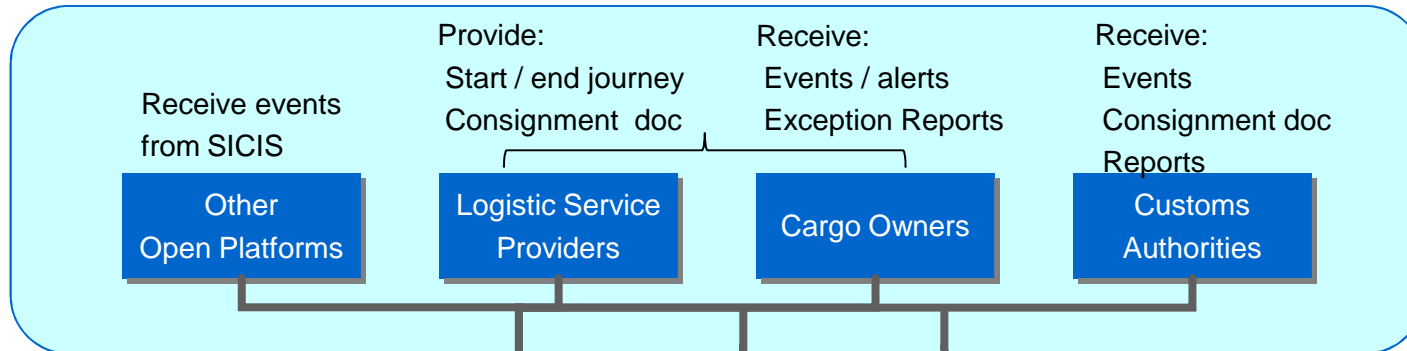 Provide:
Start / end journey
Consignment doc
Receive:
Events / alerts
Exception Reports
Receive:
Events
Consignment doc
Reports
Receive events
from SICIS
Other
Open Platforms
Logistic Service
Providers
Cargo Owners
Customs
Authorities